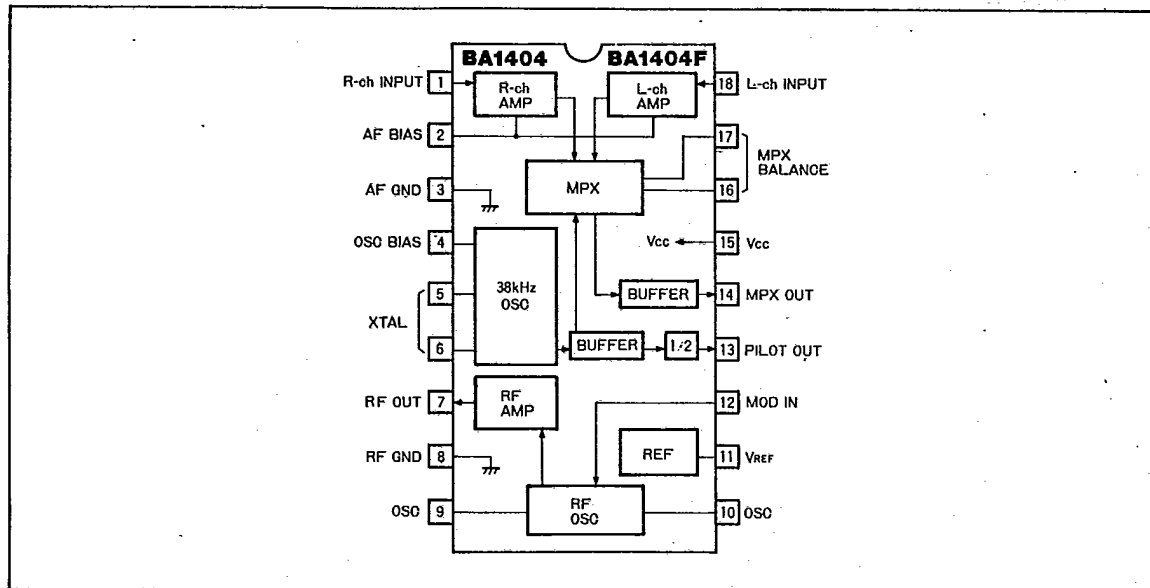 BA1404 BA1404F
R-ch INPUT 1
R-ch
AMP
L-ch
AMP
18 L-ch INPUT
AF BIAS 2
17
MPX
BALANCE
16
AF GND 3
MPX
OSC BIAS 4
Vcc
15 Vcc
5
XTAL
6
38kHz
OSC
BUFFER
14 MPX OUT
BUFFER
1/2
13 PILOT OUT
RF OUT 7
RF
AMP
12 MOD IN
RF GND 8
REF
11 VREF
OSC 9
RF
OSC
10 OSC